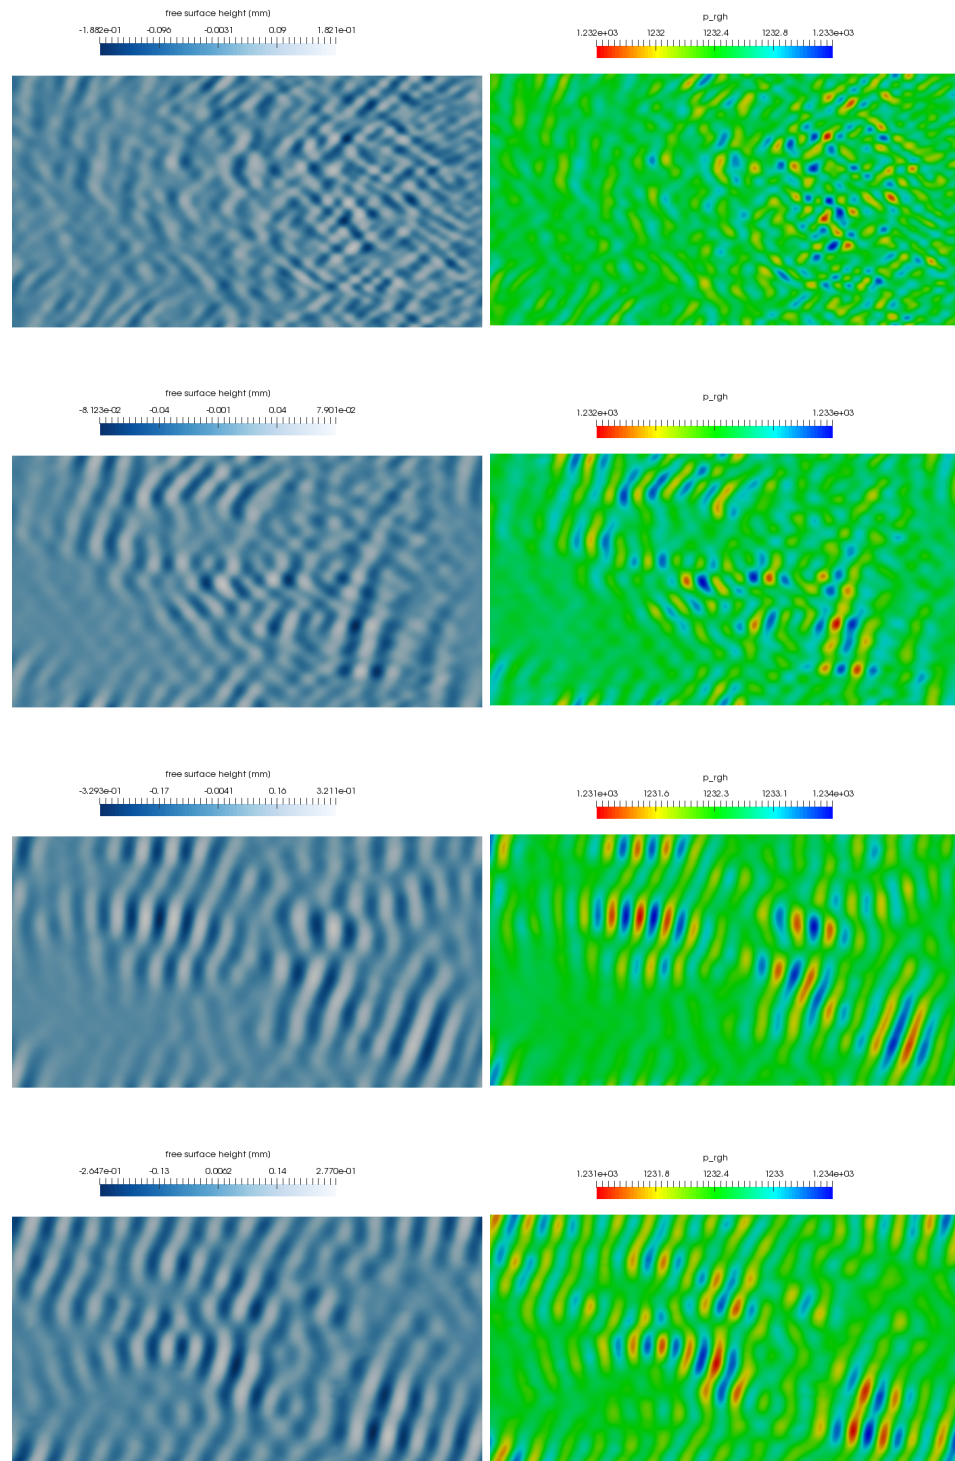 free surface height (mm)
-1.882e-01 -0.096 -0.0031 0.09 1.821e-01
p_rgh
1.232e+03 1232 1232.4 1232.8 1.233e+03
free surface height (mm)
-8.123e-02 -0.04 -0.001 0.04 7.901e-02
p_rgh
1.232e+03 1.233e+03
free surface height (mm)
-3.293e-01 -0.17 -0.0041 0.16 3.211e-01
p_rgh
1.231e+03 1231.6 1232.3 1233.1 1.234e+03
free surface height (mm)
-2.647e-01 -0.13 0.0062 0.14 2.770e-01
p_rgh
1.231e+03 1231.8 1232.4 1233 1.234e+03